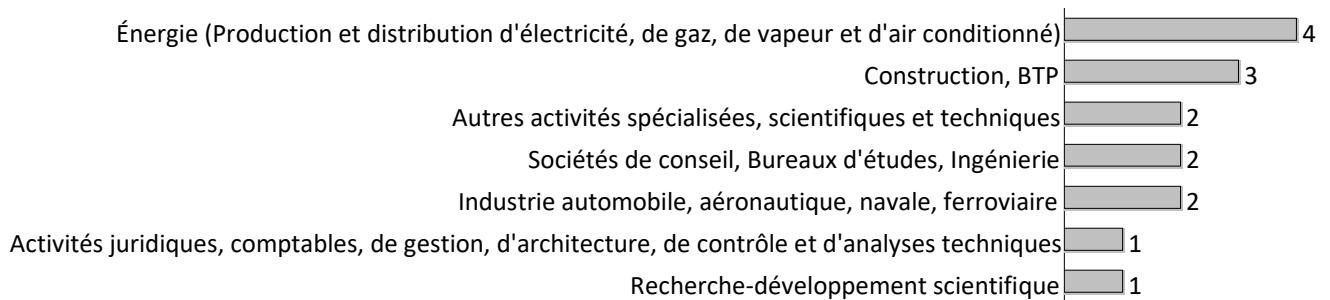 Énergie (Production et distribution d'électricité, de gaz, de vapeur et d'air conditionné) 4
Construction, BTP 3
Autres activités spécialisées, scientifiques et techniques 2
Sociétés de conseil, Bureaux d'études, Ingénierie 2
Industrie automobile, aéronautique, navale, ferroviaire 2
Activités juridiques, comptables, de gestion, d'architecture, de contrôle et d'analyses techniques 1
Recherche-développement scientifique 1